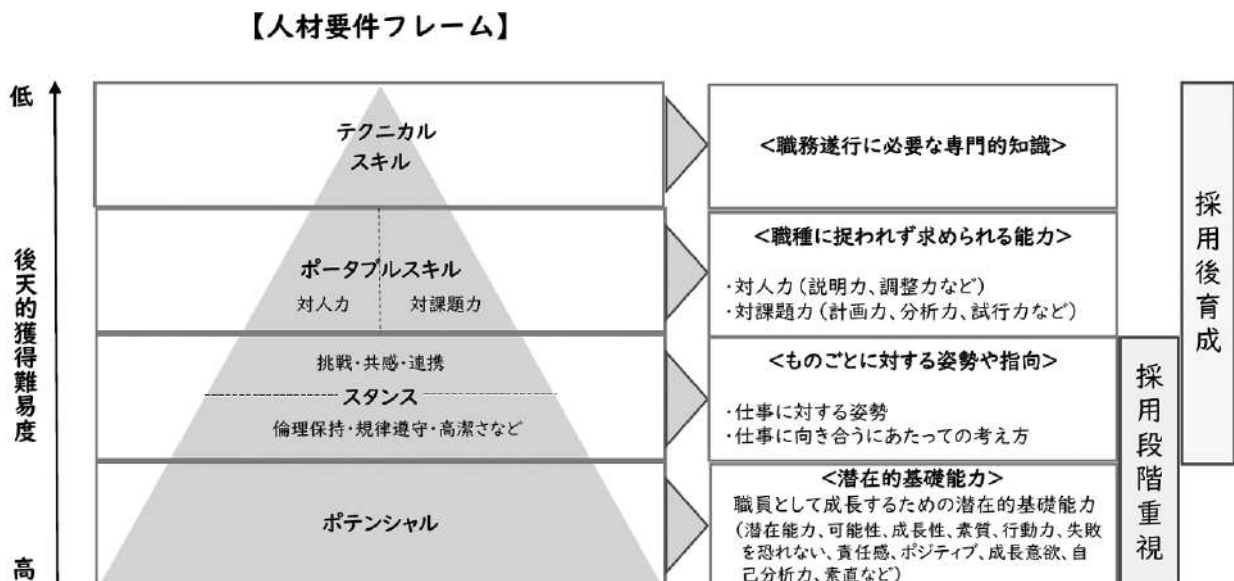 【人材要件フレーム】
低
後天的獲得難易度
高
テクニカル
スキル
<職務遂行に必要な専門的知識>
ポータブルスキル
対人力
対課題力
<職種に捉われず求められる能力>
・対人力(説明力、調整力など)
・対課題力(計画力、分析力、試行力など)
挑戦・共感・連携
スタンス
倫理保持・規律遵守・高潔さなど
<ものごとに対する姿勢や指向>
・仕事に対する姿勢
・仕事に向き合うにあたっての考え方
ポテンシャル
<潜在的基礎能力>
職員として成長するための潜在的基礎能力
(潜在能力、可能性、成長性、素質、行動力、失敗
を恐れない、責任感、ポジティブ、成長意欲、自
己分析力、素直など)
採用段階重視
採用後育成